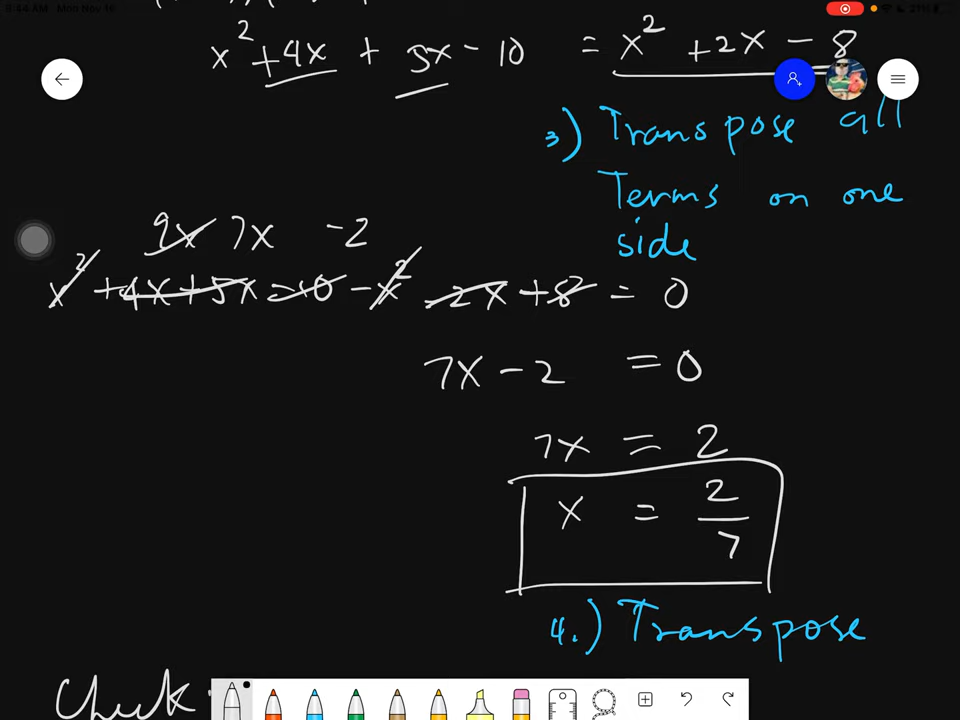 x² + 4x + 5x - 10 = x² + 2x - 8
3) Transpose all
Terms on one
side
9x 7x -2
x² + 4x + 5x - 10 - x² - 2x + 8 = 0
7x - 2 = 0
7x = 2
x = 2/7
4.) Transpose
Check: